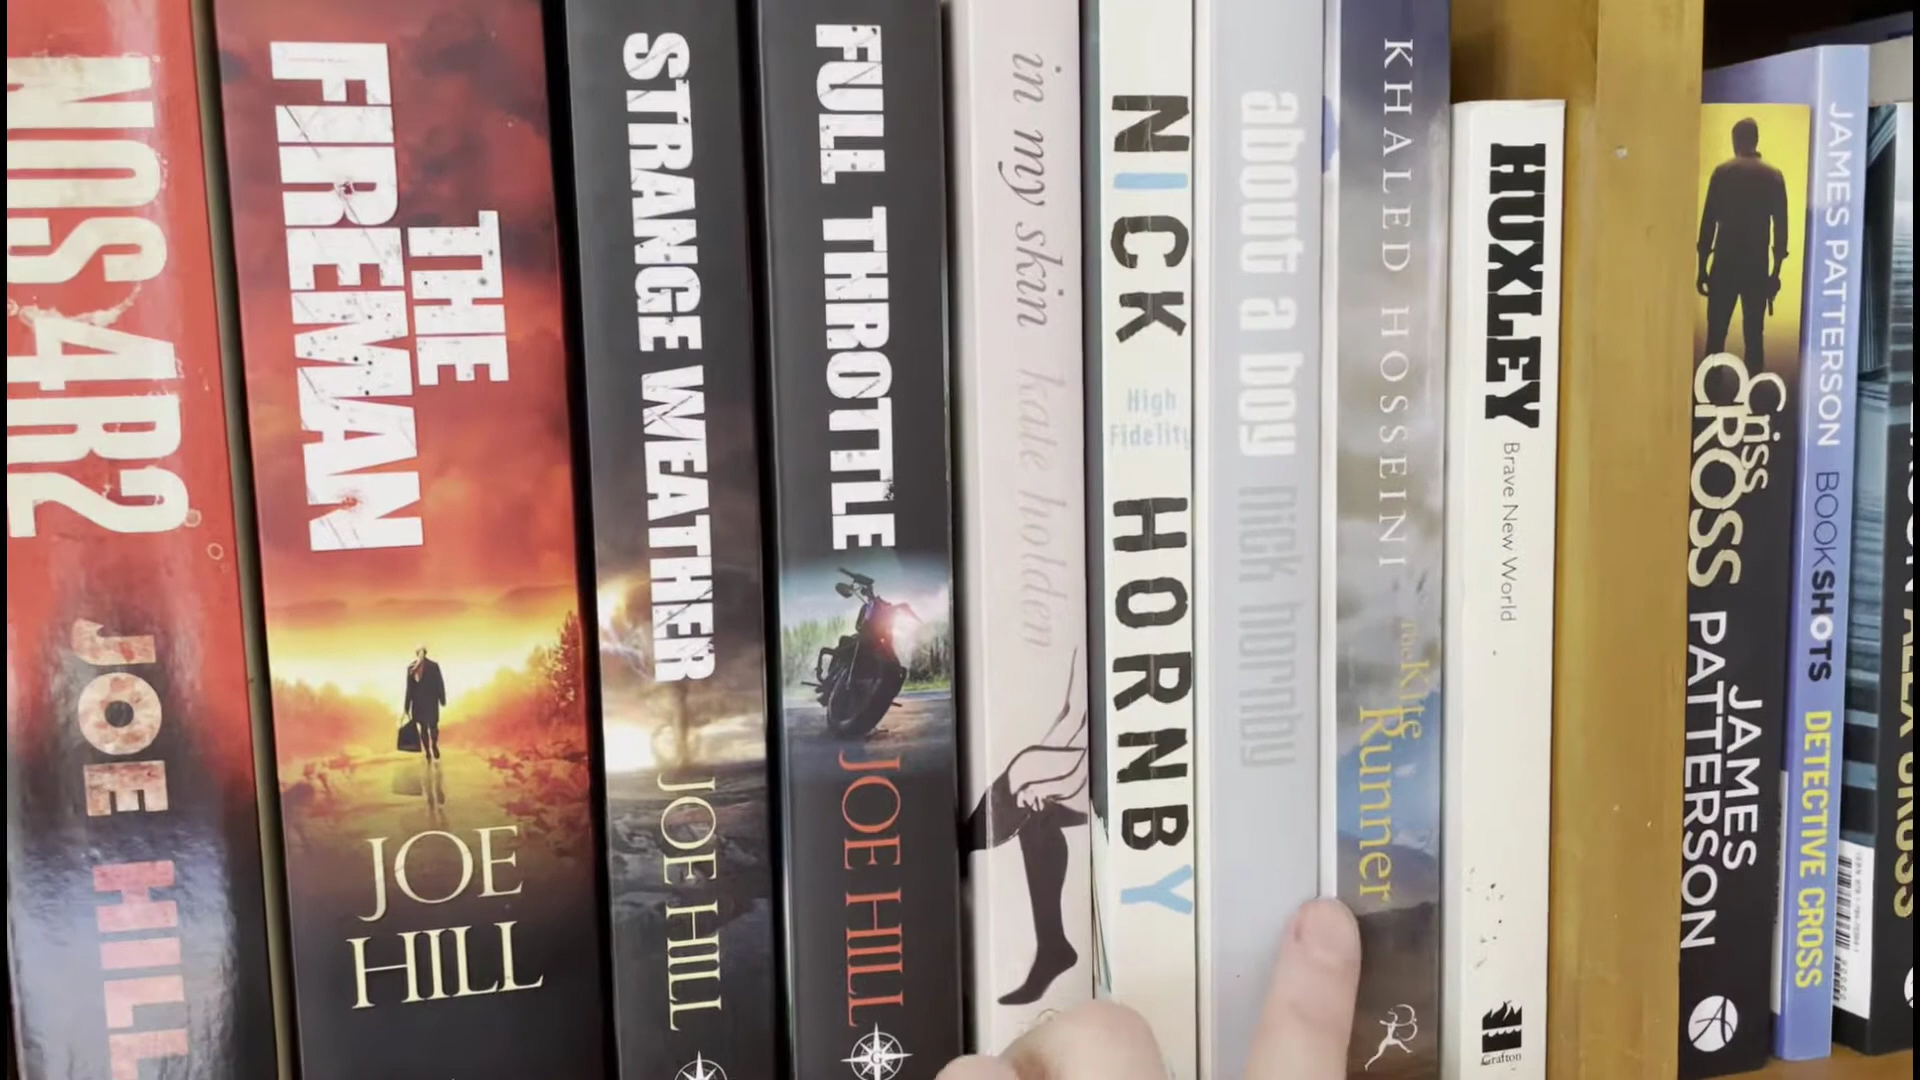 NOS4R2
JOE HILL
THE
FIREMAN
JOE
HILL
STRANGE WEATHER
JOE HILL
FULL THROTTLE
JOE HILL
G
in my skin kate holden
NICK HORNBY
High
Fidelity
about a boy nick hornby
KHALED HOSSEINI
The Kite
Runner
HUXLEY
Brave New World
Grafton
Criss
CROSS
JAMES
PATTERSON
JAMES PATTERSON BOOKSHOTS DETECTIVE CROSS
ALEX CROSS